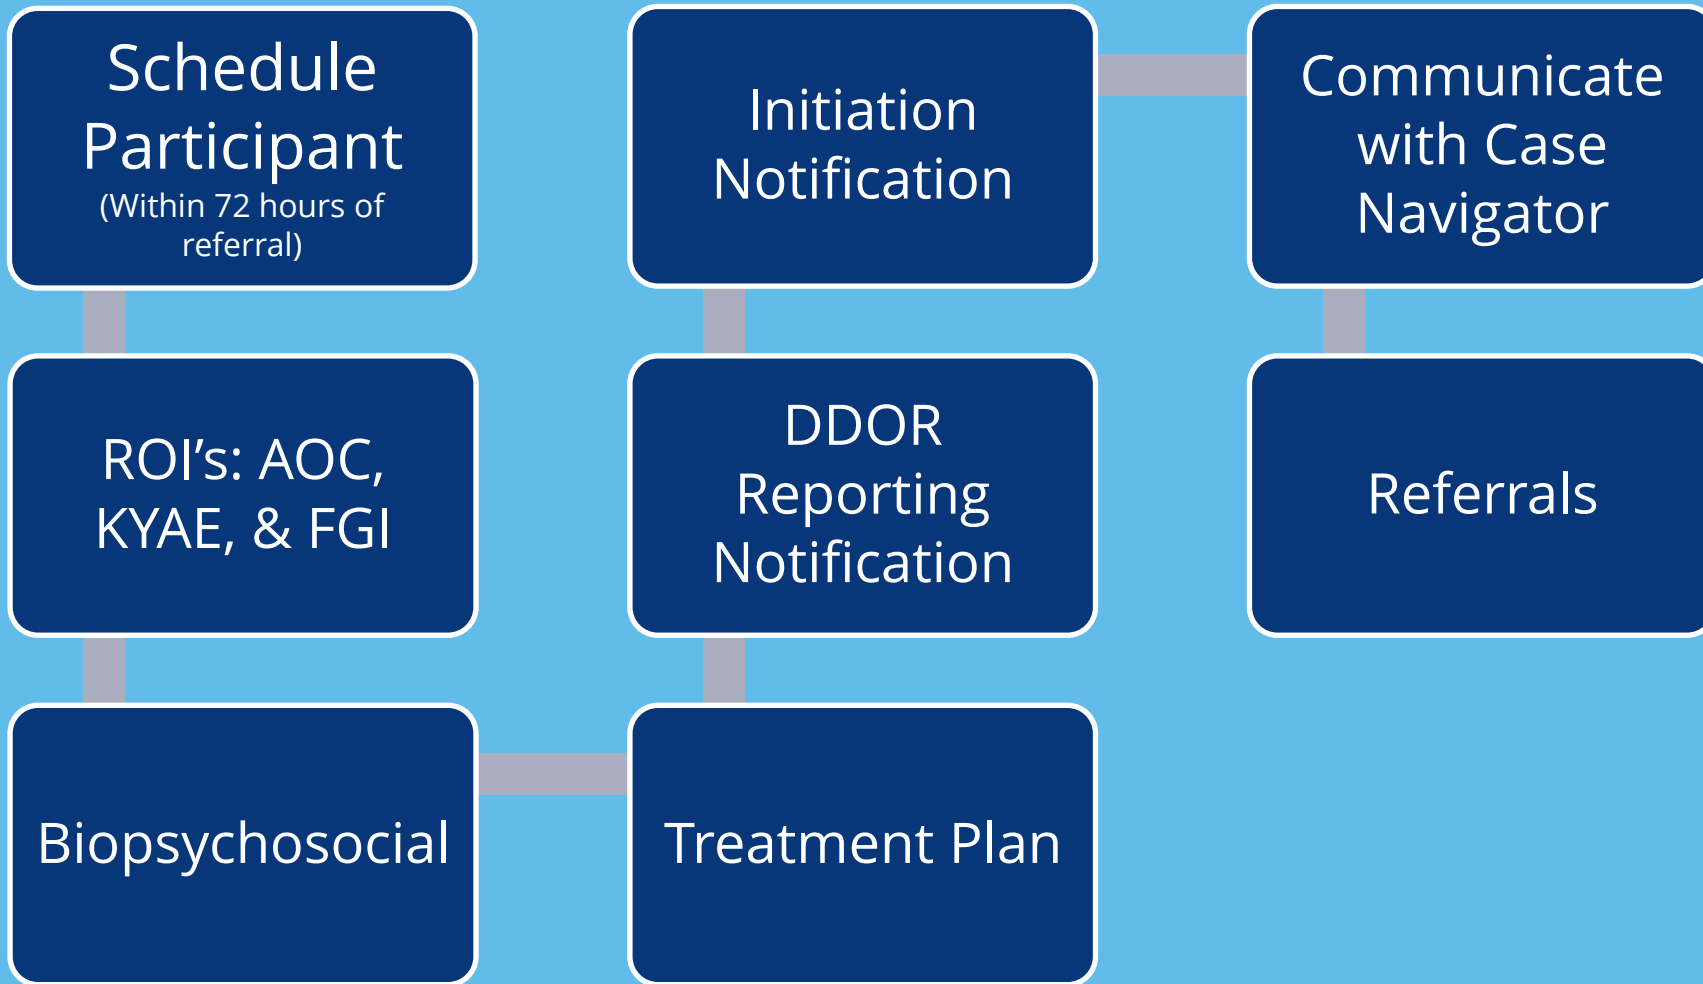 Schedule
Participant
(Within 72 hours of
referral)
ROI’s: AOC,
KYAE, & FGI
Biopsychosocial
Treatment Plan
DDOR
Reporting
Notification
Initiation
Notification
Communicate
with Case
Navigator
Referrals